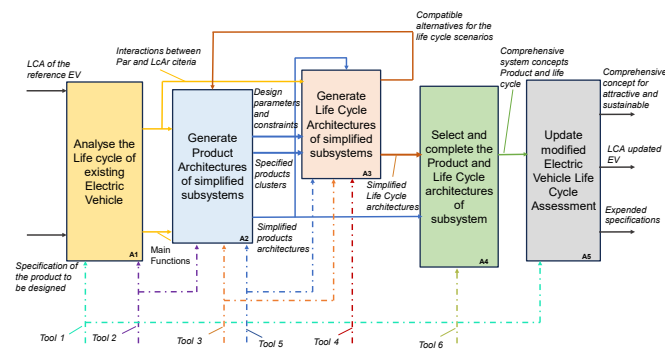 Compatible
alternatives for the
life cycle scenarios
LCA of the
reference EV
Interactions between
Par and LcAr citeria
Comprehensive
system concepts
Product and life
cycle
Comprehensive
concept for
attractive and
sustainable
Analyse the
Life cycle of
existing
Electric
Vehicle
A1
Generate
Product
Architectures
of simplified
subsystems
A2
Design
parameters
and
constraints
Specified
products
clusters
Simplified
products
architectures
Generate
Life Cycle
Architectures
of simplified
subsystems
A3
Simplified
Life Cycle
architectures
Select and
complete the
Product and
Life Cycle
architectures
of
subsystem
A4
Update
modified
Electric
Vehicle Life
Cycle
Assessment
A5
LCA updated
EV
Expended
specifications
Main
Functions
Specification of
the product to
be designed
Tool 1
Tool 2
Tool 3
Tool 5
Tool 4
Tool 6